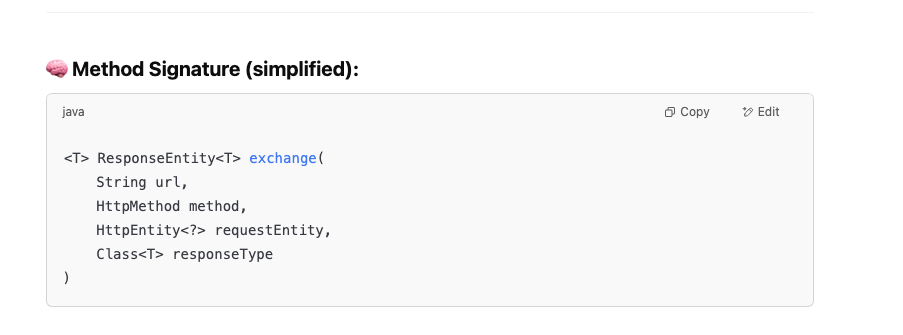 🧠 Method Signature (simplified):
java Copy Edit
<T> ResponseEntity<T> exchange(
    String url,
    HttpMethod method,
    HttpEntity<?> requestEntity,
    Class<T> responseType
)